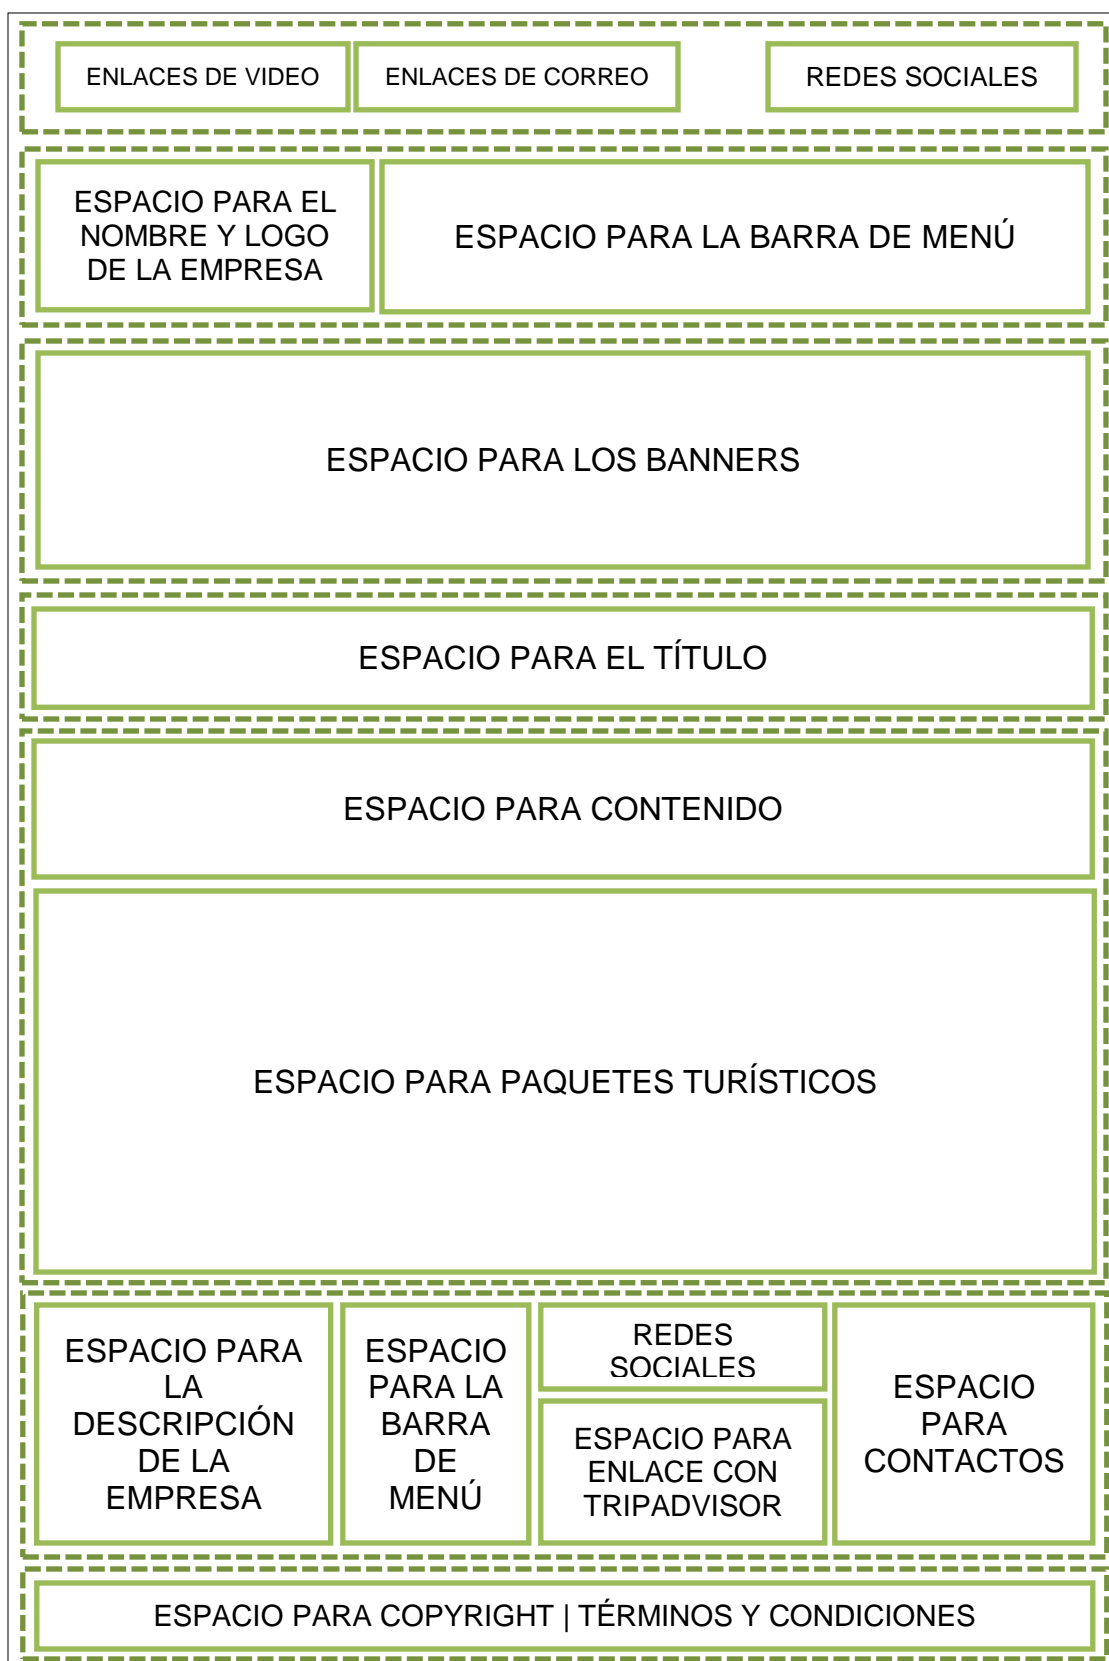 ENLACES DE VIDEO
ENLACES DE CORREO
REDES SOCIALES
ESPACIO PARA EL
NOMBRE Y LOGO
DE LA EMPRESA
ESPACIO PARA LA BARRA DE MENÚ
ESPACIO PARA LOS BANNERS
ESPACIO PARA EL TÍTULO
ESPACIO PARA CONTENIDO
ESPACIO PARA PAQUETES TURÍSTICOS
ESPACIO PARA
LA
DESCRIPCIÓN
DE LA
EMPRESA
ESPACIO
PARA LA
BARRA
DE
MENÚ
REDES
SOCIALES
ESPACIO PARA
ENLACE CON
TRIPADVISOR
ESPACIO
PARA
CONTACTOS
ESPACIO PARA COPYRIGHT | TÉRMINOS Y CONDICIONES